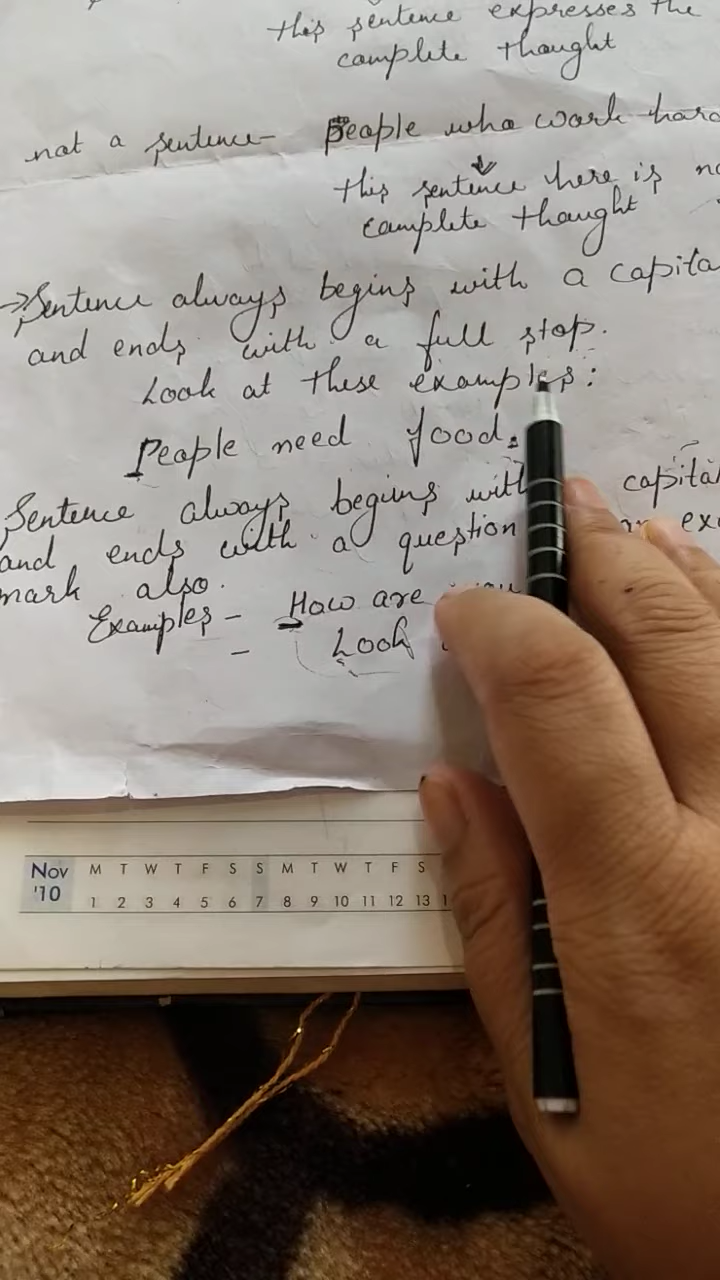 this sentence expresses the
complete thought
not a sentence- People who work hard
this sentence here is
complete thought
→Sentence always begins with a
and ends with a full stop.
Look at these examples:
People need food.
Sentence always begins with
and ends with a question
mark also.
Examples - How are
- Look
Nov M T W T F S S M T W T F S
'10 1 2 3 4 5 6 7 8 9 10 11 12 13